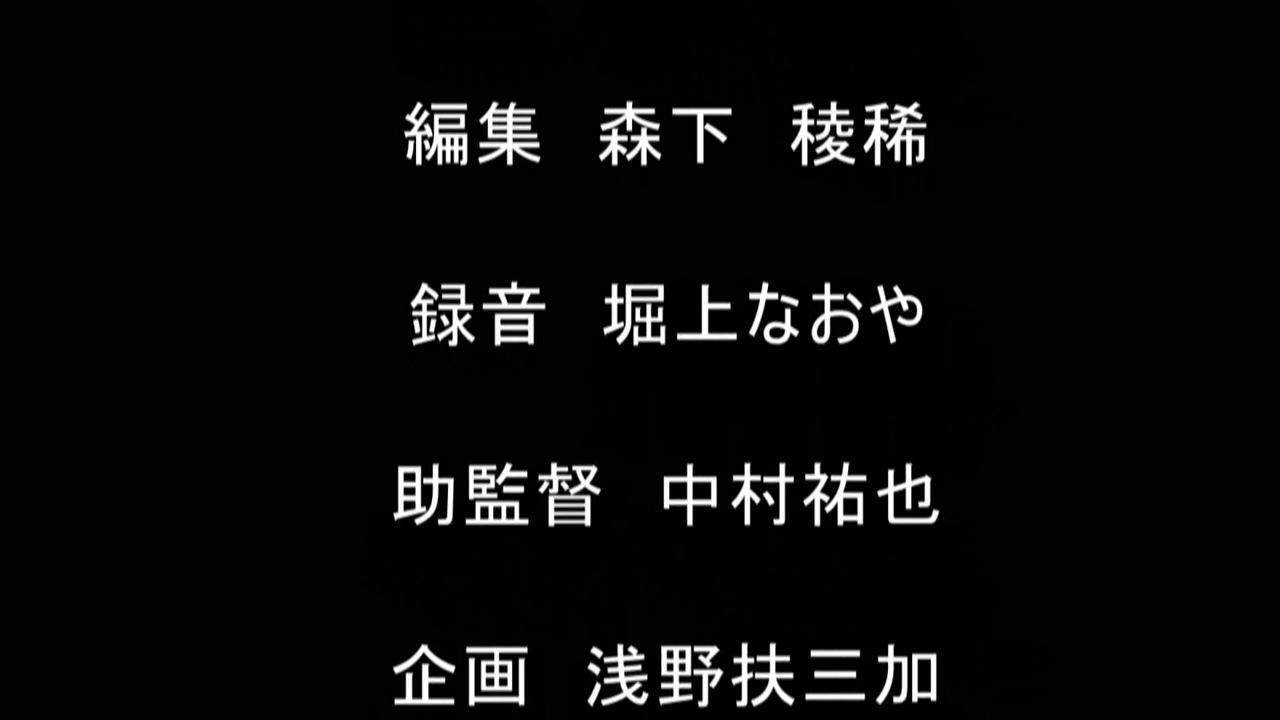 編集　森下　稜稀
録音　堀上なおや
助監督　中村祐也
企画　浅野扶三加